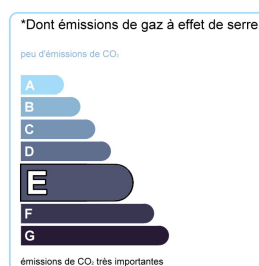 *Dont émissions de gaz à effet de serre
peu d'émissions de CO₂
A
B
C
D
E
F
G
émissions de CO₂ très importantes